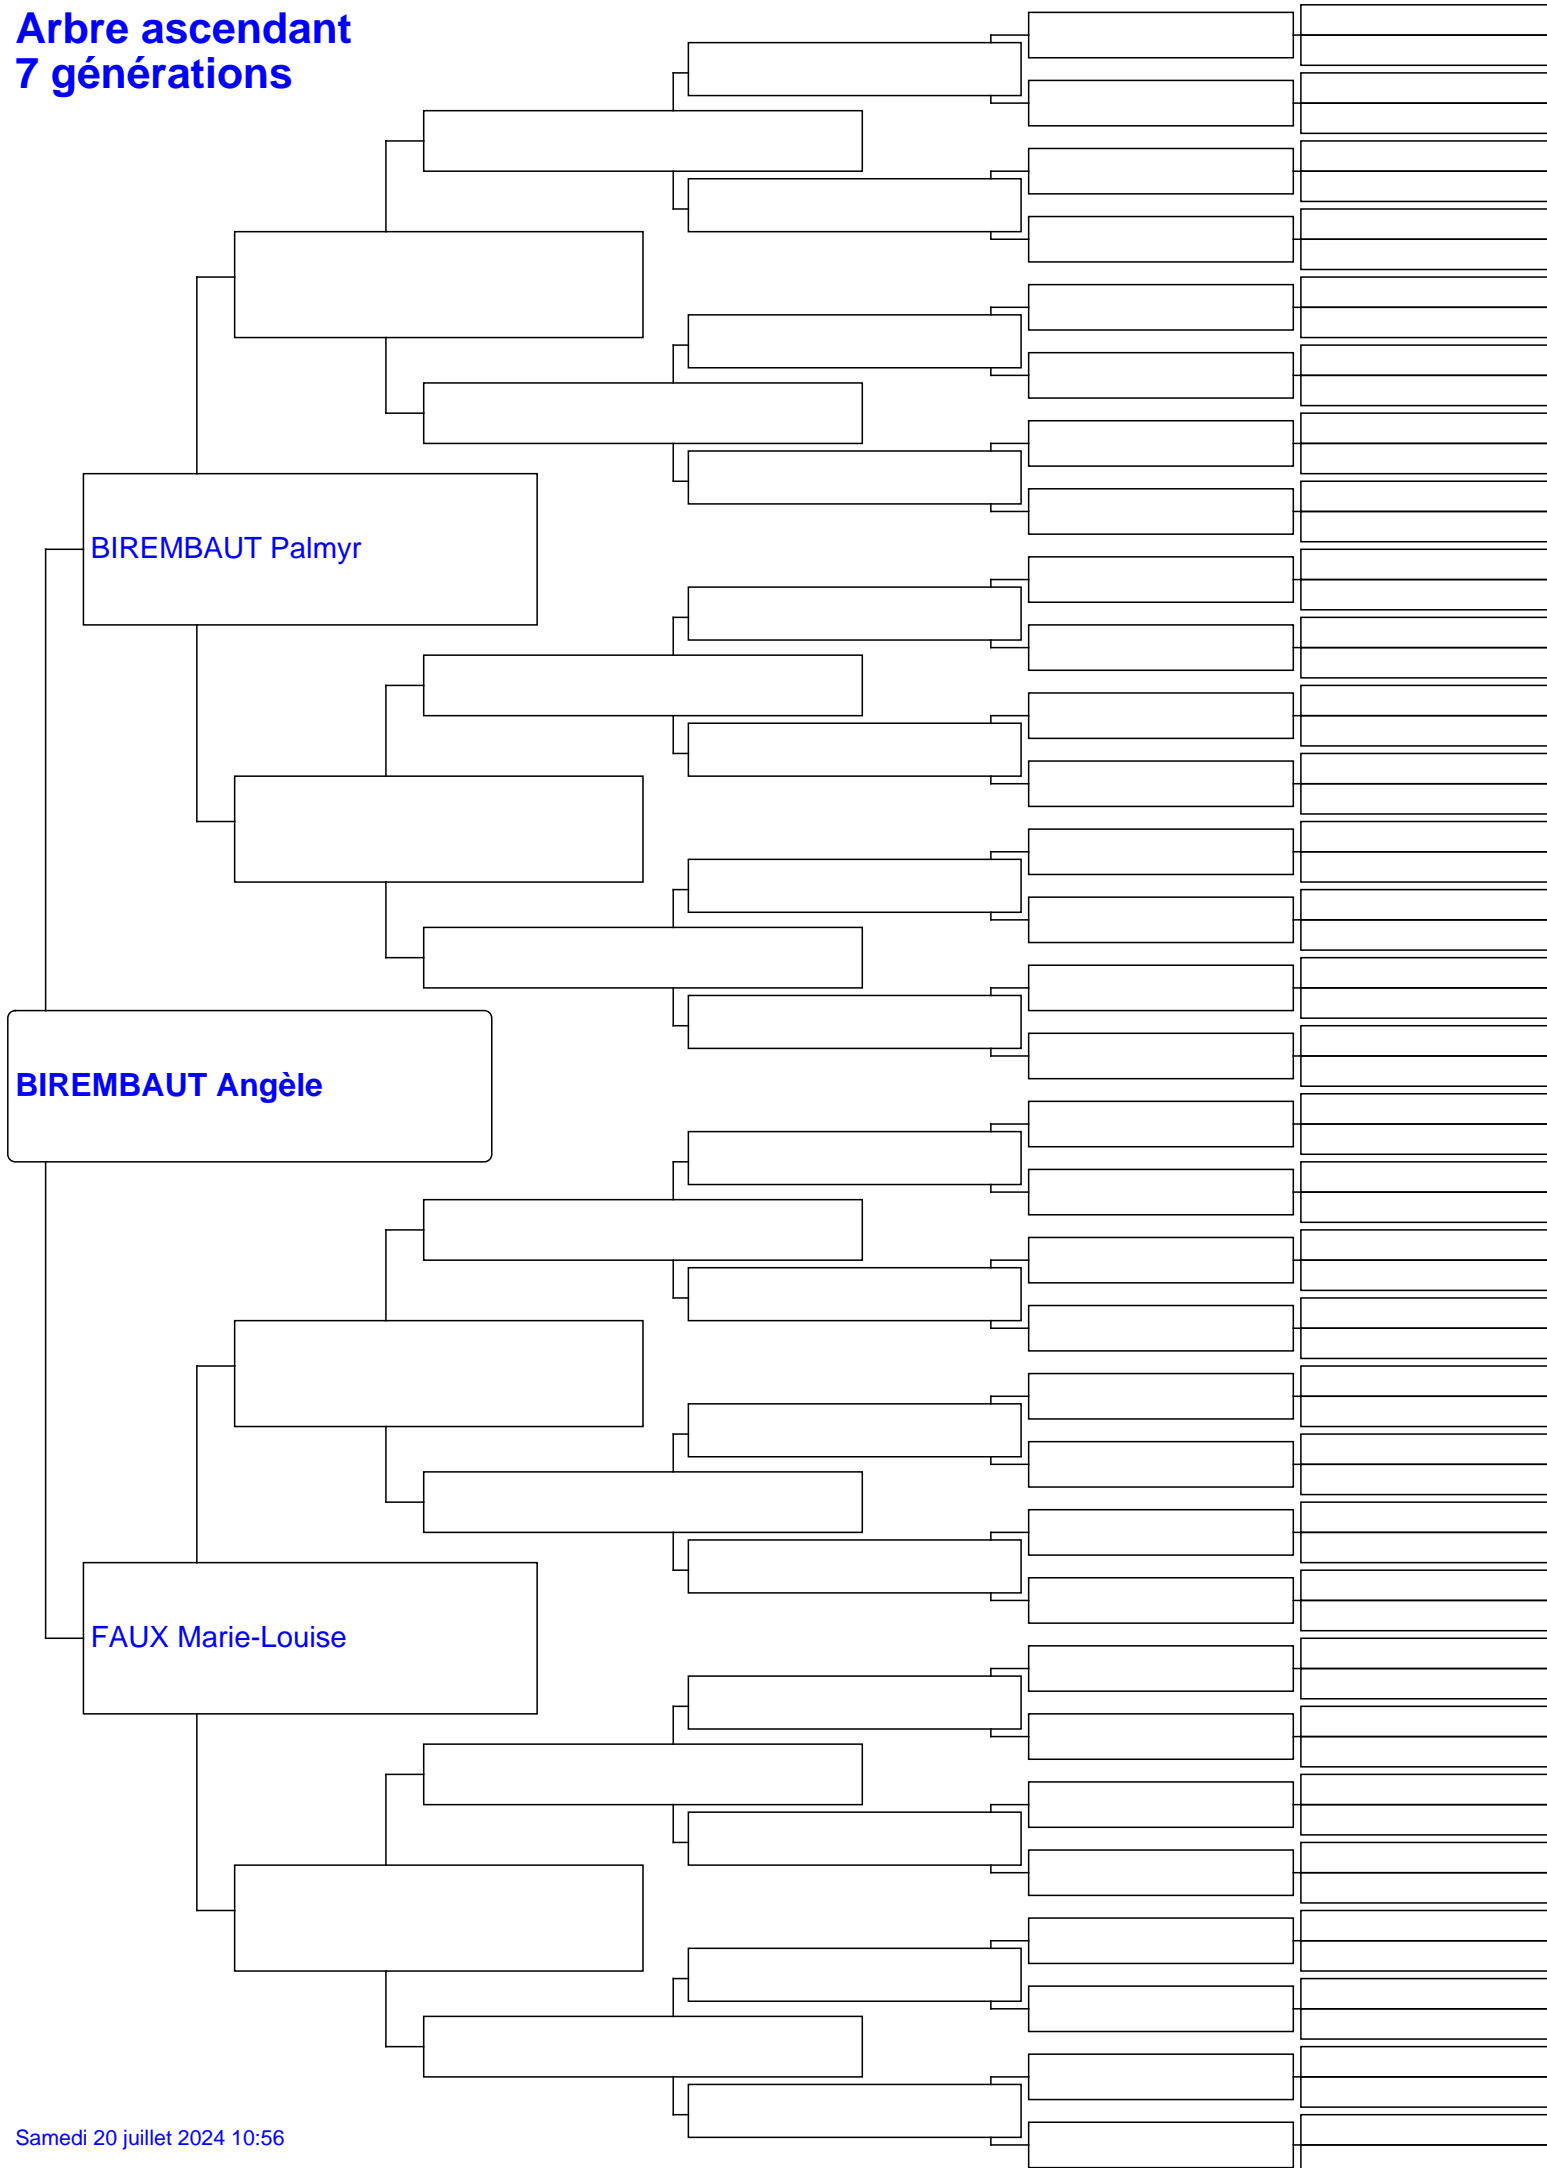 Arbre ascendant
7 générations
BIREMBAUT Palmyr
BIREMBAUT Angèle
FAUX Marie-Louise
Samedi 20 juillet 2024 10:56